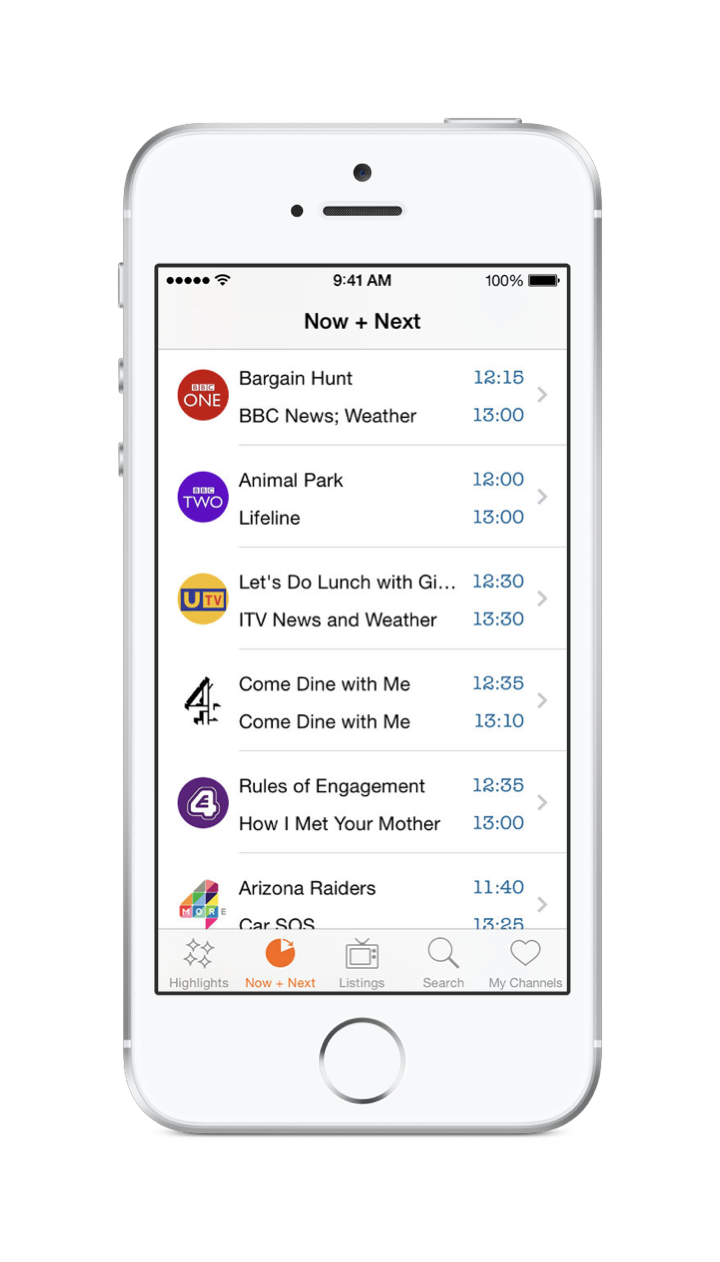 9:41 AM 100%
Now + Next
BBC ONE Bargain Hunt 12:15
BBC News; Weather 13:00
BBC TWO Animal Park 12:00
Lifeline 13:00
UTV Let's Do Lunch with Gi... 12:30
ITV News and Weather 13:30
4 Come Dine with Me 12:35
Come Dine with Me 13:10
E4 Rules of Engagement 12:35
How I Met Your Mother 13:00
4 MORE Arizona Raiders 11:40
Car SOS 13:25
Highlights Now + Next Listings Search My Channels